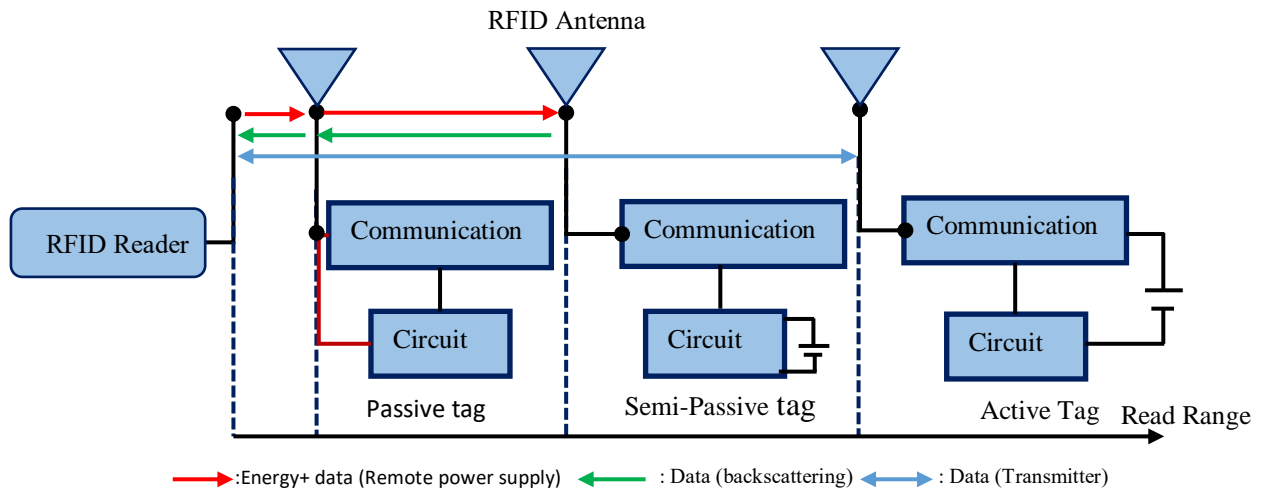 RFID Antenna
RFID Reader
Communication
Communication
Communication
Circuit
Circuit
Circuit
Passive tag
Semi-Passive tag
Active Tag
Read Range
:Energy+ data (Remote power supply)
: Data (backscattering)
: Data (Transmitter)